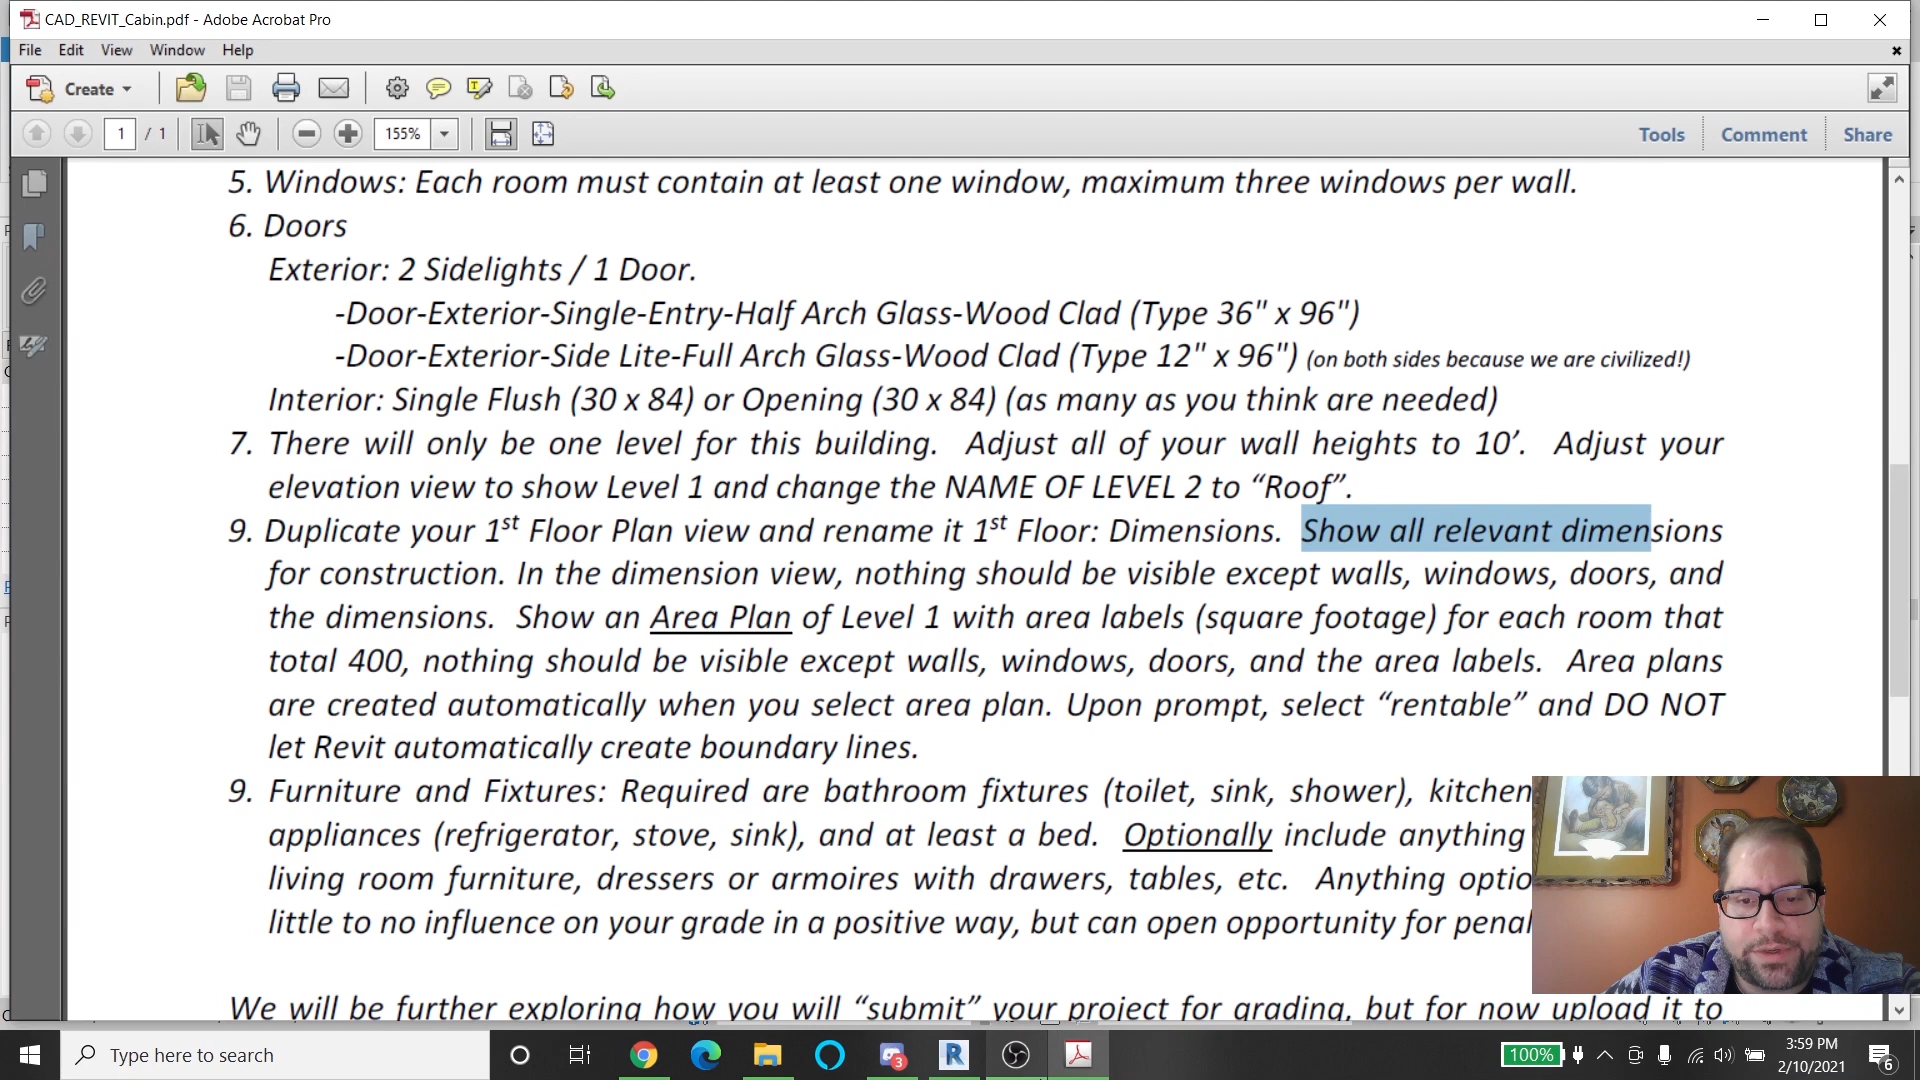 CAD_REVIT_Cabin.pdf - Adobe Acrobat Pro
File Edit View Window Help
Create
1 / 1 155% Tools Comment Share
5. Windows: Each room must contain at least one window, maximum three windows per wall.
6. Doors
Exterior: 2 Sidelights / 1 Door.
-Door-Exterior-Single-Entry-Half Arch Glass-Wood Clad (Type 36" x 96")
-Door-Exterior-Side Lite-Full Arch Glass-Wood Clad (Type 12" x 96") (on both sides because we are civilized!)
Interior: Single Flush (30 x 84) or Opening (30 x 84) (as many as you think are needed)
7. There will only be one level for this building. Adjust all of your wall heights to 10’. Adjust your
elevation view to show Level 1 and change the NAME OF LEVEL 2 to “Roof”.
9. Duplicate your 1st Floor Plan view and rename it 1st Floor: Dimensions. Show all relevant dimensions
for construction. In the dimension view, nothing should be visible except walls, windows, doors, and
the dimensions. Show an Area Plan of Level 1 with area labels (square footage) for each room that
total 400, nothing should be visible except walls, windows, doors, and the area labels. Area plans
are created automatically when you select area plan. Upon prompt, select “rentable” and DO NOT
let Revit automatically create boundary lines.
9. Furniture and Fixtures: Required are bathroom fixtures (toilet, sink, shower), kitchen
appliances (refrigerator, stove, sink), and at least a bed. Optionally include anything
living room furniture, dressers or armoires with drawers, tables, etc. Anything optio
little to no influence on your grade in a positive way, but can open opportunity for penal
We will be further exploring how you will “submit” your project for grading, but for now upload it to
Type here to search
3
R
100%
3:59 PM
2/10/2021
6